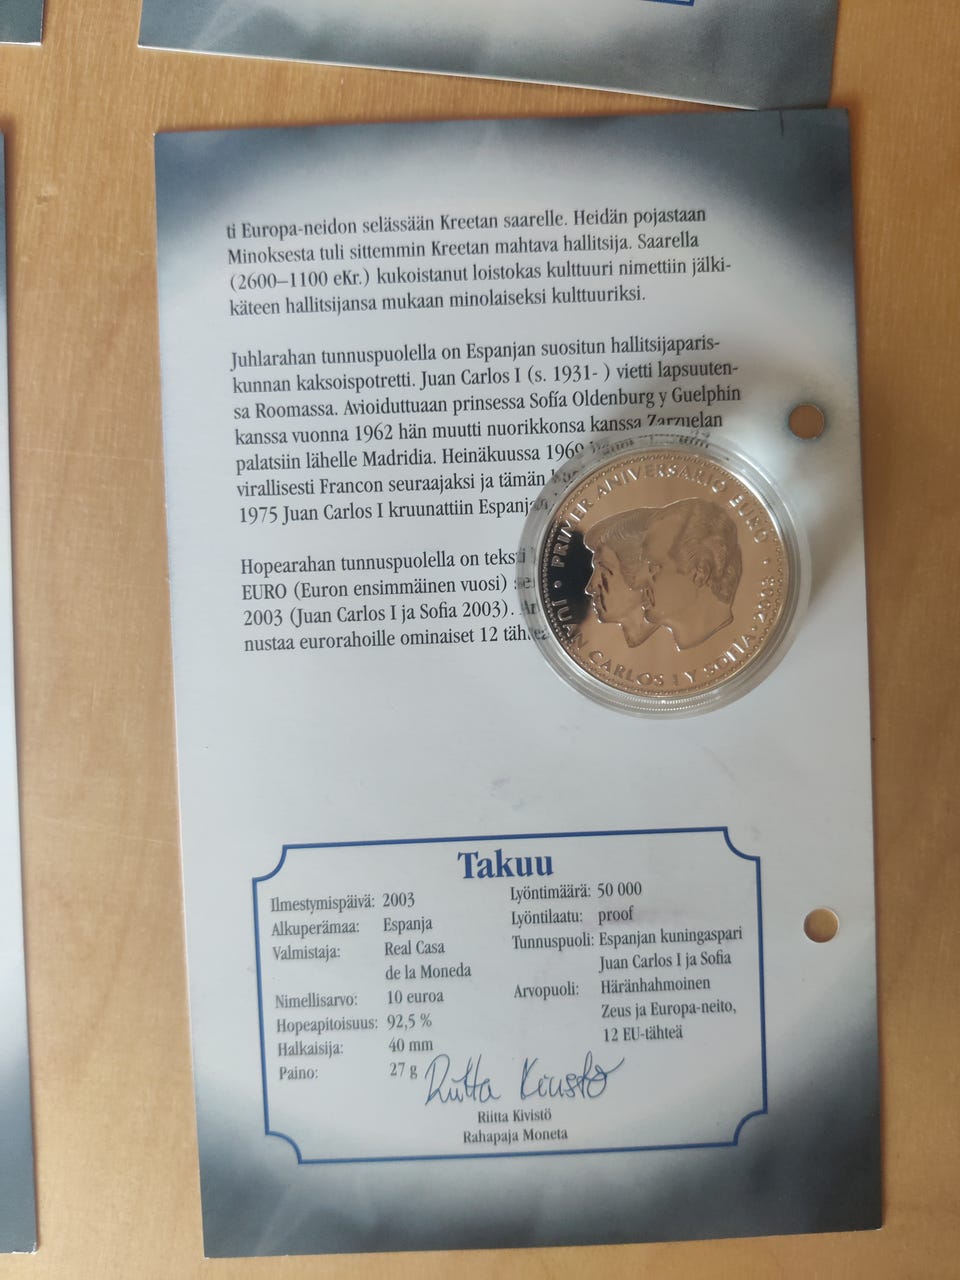 ti Europa-neidon selässään Kreetan saarelle. Heidän pojastaan
Minoksesta tuli sittemmin Kreetan mahtava hallitsija. Saarella
(2600–1100 eKr.) kukoistanut loistokas kulttuuri nimettiin jälki-
käteen hallitsijansa mukaan minolaiseksi kulttuuriksi.
Juhlarahan tunnuspuolella on Espanjan suositun hallitsijaparis-
kunnan kaksoispotretti. Juan Carlos I (s. 1931- ) vietti lapsuuten-
sa Roomassa. Avioiduttuaan prinsessa Sofía Oldenburg y Guelphin
kanssa vuonna 1962 hän muutti nuorikkonsa kanssa Zarzuelan
palatsiin lähelle Madridia. Heinäkuussa 1969
virallisesti Francon seuraajaksi ja tämän
1975 Juan Carlos I kruunattiin
Hopearahan tunnuspuolella on
EURO (Euron ensimmäinen vuosi)
2003 (Juan Carlos I ja Sofia 2003).
nustaa eurorahoille ominaiset 12
• PRIMER ANIVERSARIO EURO •
JUAN CARLOS I Y SOFIA • 2003
Takuu
Ilmestymispäivä: 2003
Alkuperämaa: Espanja
Valmistaja: Real Casa
de la Moneda
Nimellisarvo: 10 euroa
Hopeapitoisuus: 92,5 %
Halkaisija: 40 mm
Paino: 27 g
Lyöntimäärä: 50 000
Lyöntilaatu: proof
Tunnuspuoli: Espanjan kuningaspari
Juan Carlos I ja Sofia
Arvopuoli: Häränhahmoinen
Zeus ja Europa-neito,
12 EU-tähteä
Riitta Kivistö
Riitta Kivistö
Rahapaja Moneta